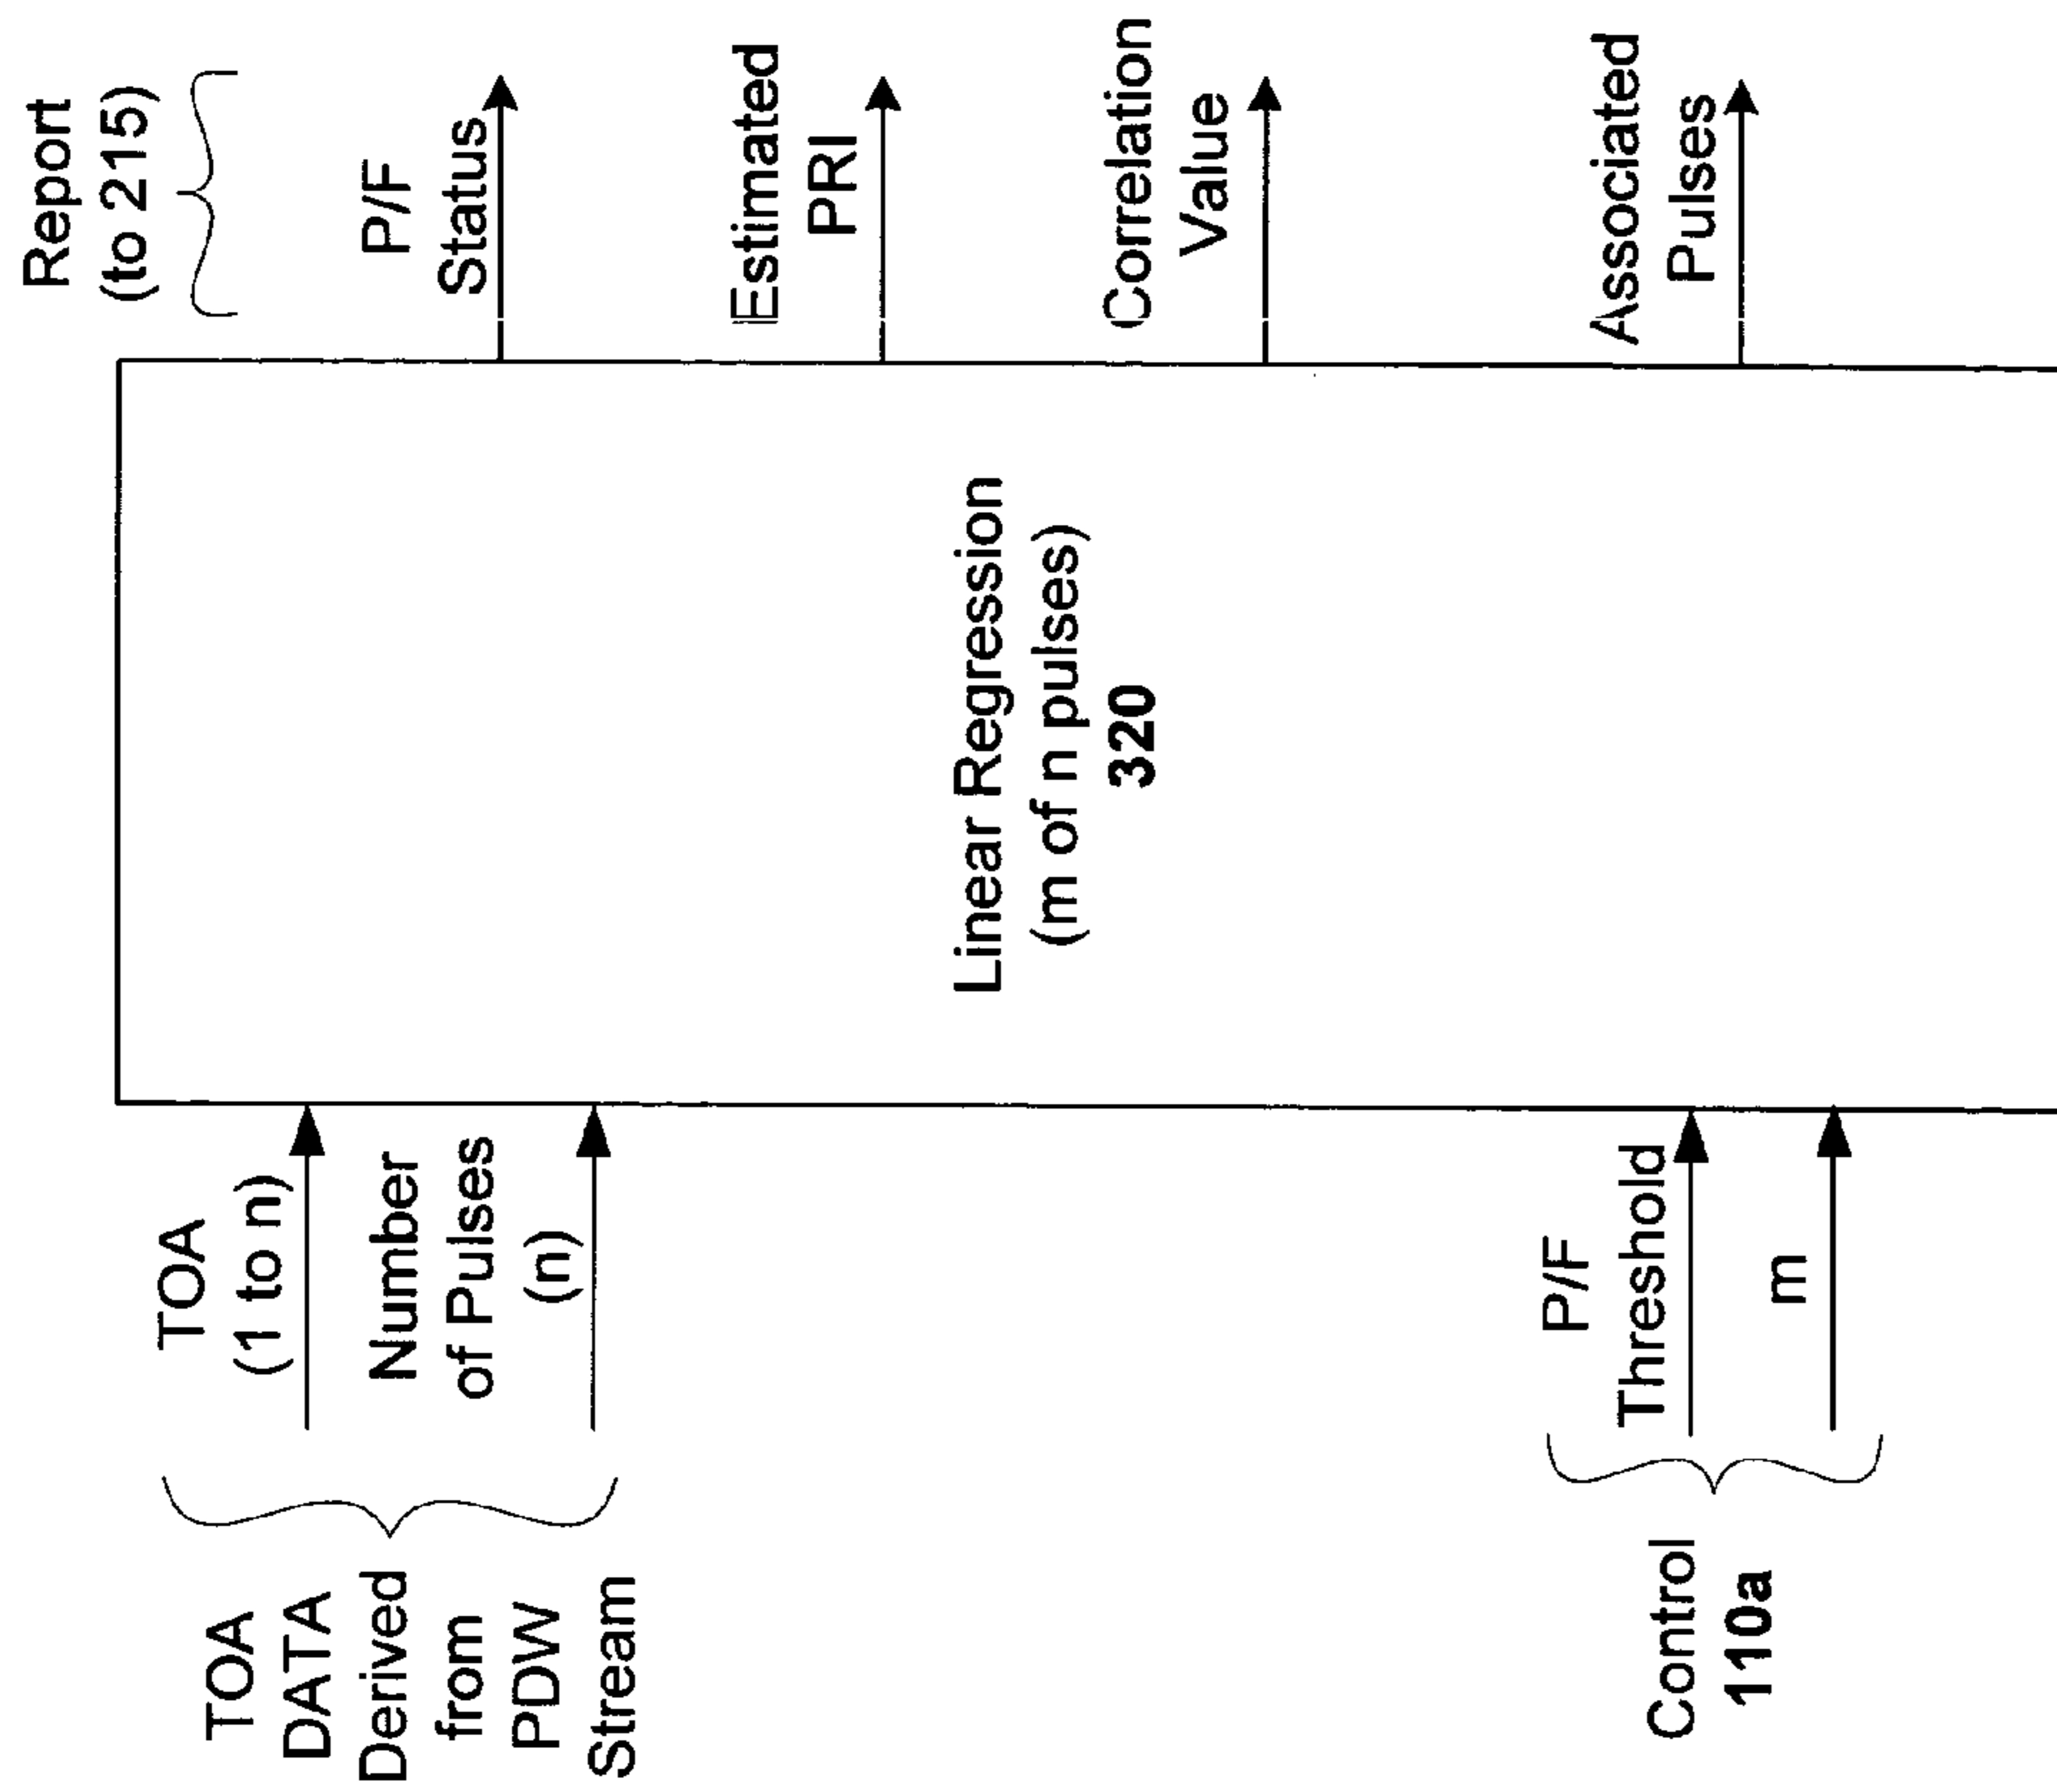 TOA
DATA
Derived
from
PDW
Stream
TOA
(1 to n)
Number
of Pulses
(n)
Control
110a
P/F
Threshold
m
Linear Regression
(m of n pulses)
320
Report
(to 215)
P/F
Status
Estimated
PRI
Correlation
Value
Associated
Pulses